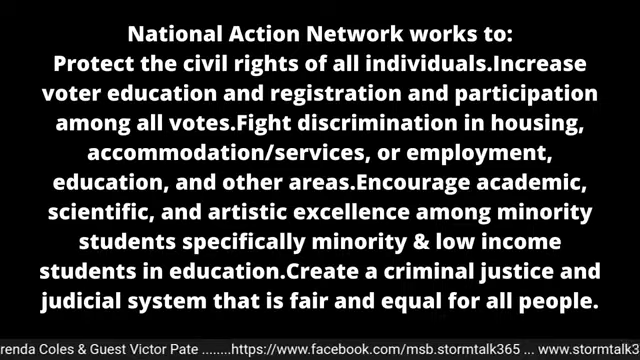 National Action Network works to:
Protect the civil rights of all individuals.Increase
voter education and registration and participation
among all votes.Fight discrimination in housing,
accommodation/services, or employment,
education, and other areas.Encourage academic,
scientific, and artistic excellence among minority
students specifically minority & low income
students in education.Create a criminal justice and
judicial system that is fair and equal for all people.
renda Coles & Guest Victor Pate ........https://www.facebook.com/msb.stormtalk365 ... www.stormtalk3